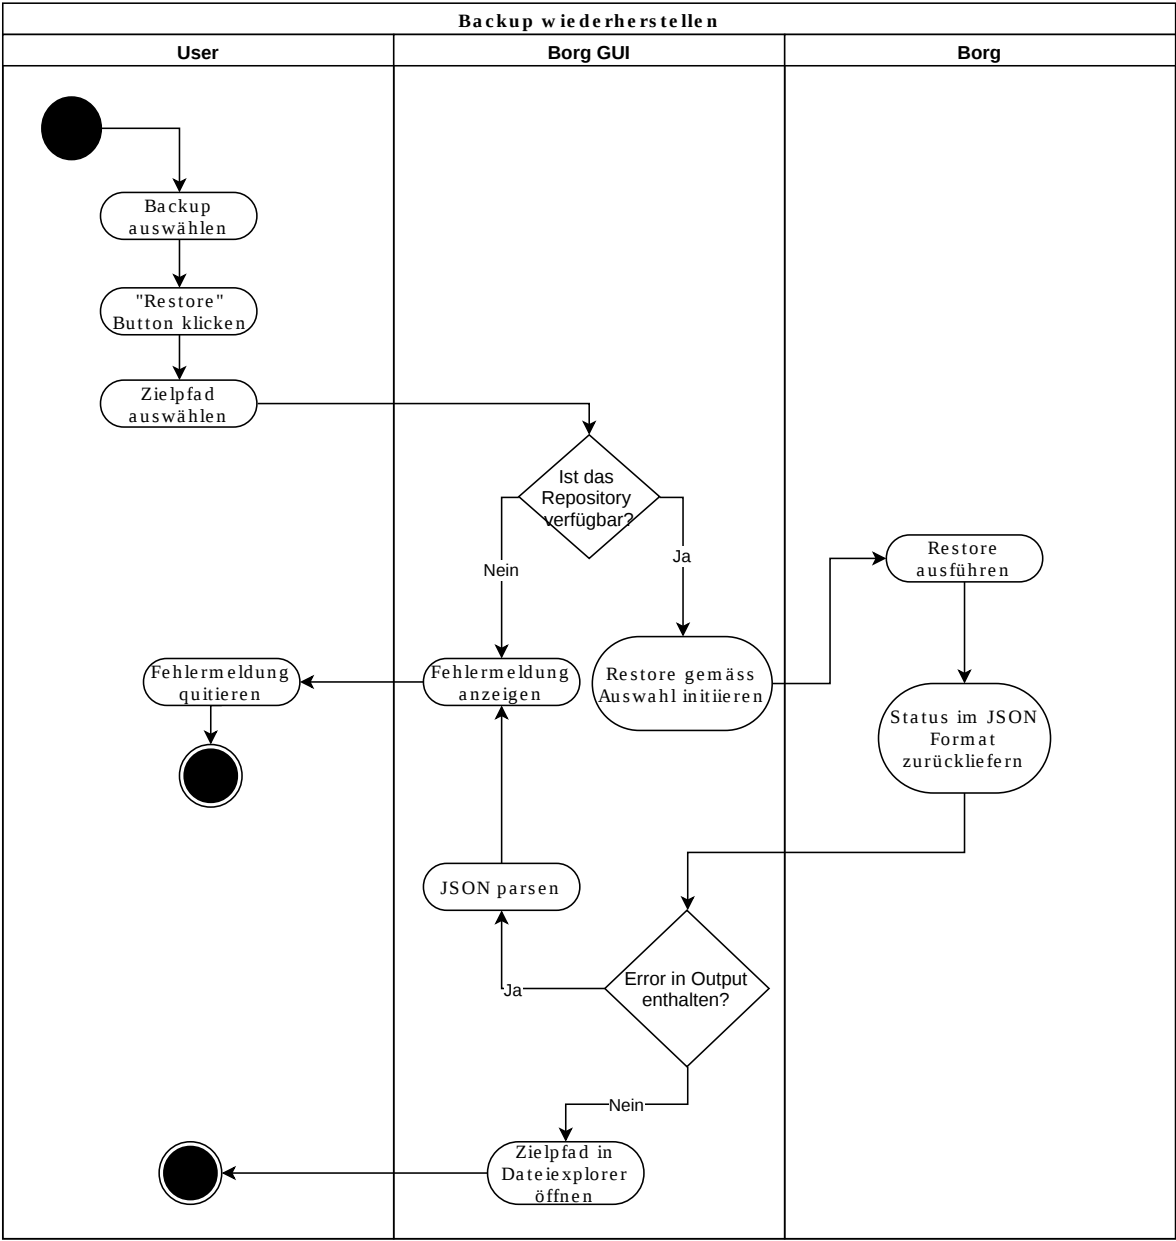 Backup wiederherstellen
User
Borg GUI
Borg
Backup
auswählen
"Restore"
Button klicken
Zielpfad
auswählen
Ist das
Repository
verfügbar?
Nein
Ja
Restore
ausführen
Fehlermeldung
quitieren
Fehlermeldung
anzeigen
Restore gemäss
Auswahl initiieren
Status im JSON
Format
zurückliefern
JSON parsen
Error in Output
enthalten?
Ja
Nein
Zielpfad in
Dateiexplorer
öffnen